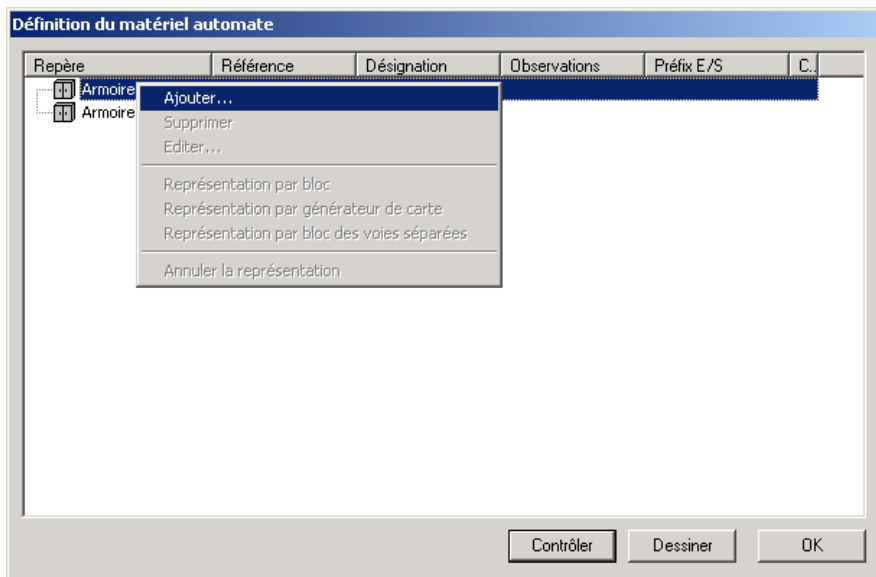 Définition du matériel automate
Repère Référence Désignation Observations Préfix E/S C..
Armoire
Armoire
Ajouter...
Supprimer
Editer...
Représentation par bloc
Représentation par générateur de carte
Représentation par bloc des voies séparées
Annuler la représentation
Contrôler Dessiner OK